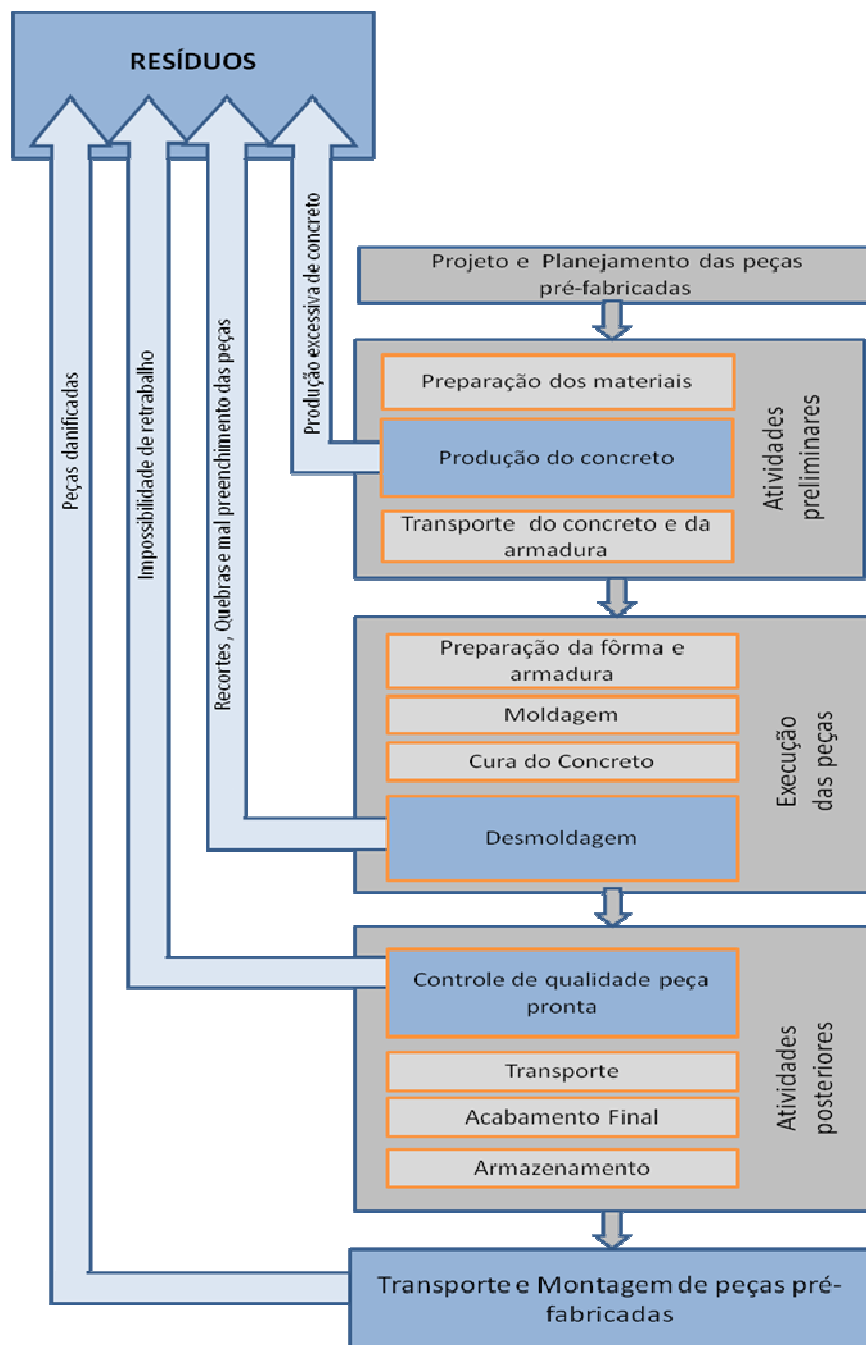 RESÍDUOS
Peças danificadas
Impossibilidade de retrabalho
Recortes, Quebras e mal preenchimento das peças
Produção excessiva de concreto
Projeto e Planejamento das peças
pré-fabricadas
Preparação dos materiais
Produção do concreto
Transporte do concreto e da
armadura
Atividades
preliminares
Preparação da fôrma e
armadura
Moldagem
Cura do Concreto
Desmoldagem
Execução
das peças
Controle de qualidade peça
pronta
Transporte
Acabamento Final
Armazenamento
Atividades
posteriores
Transporte e Montagem de peças pré-
fabricadas